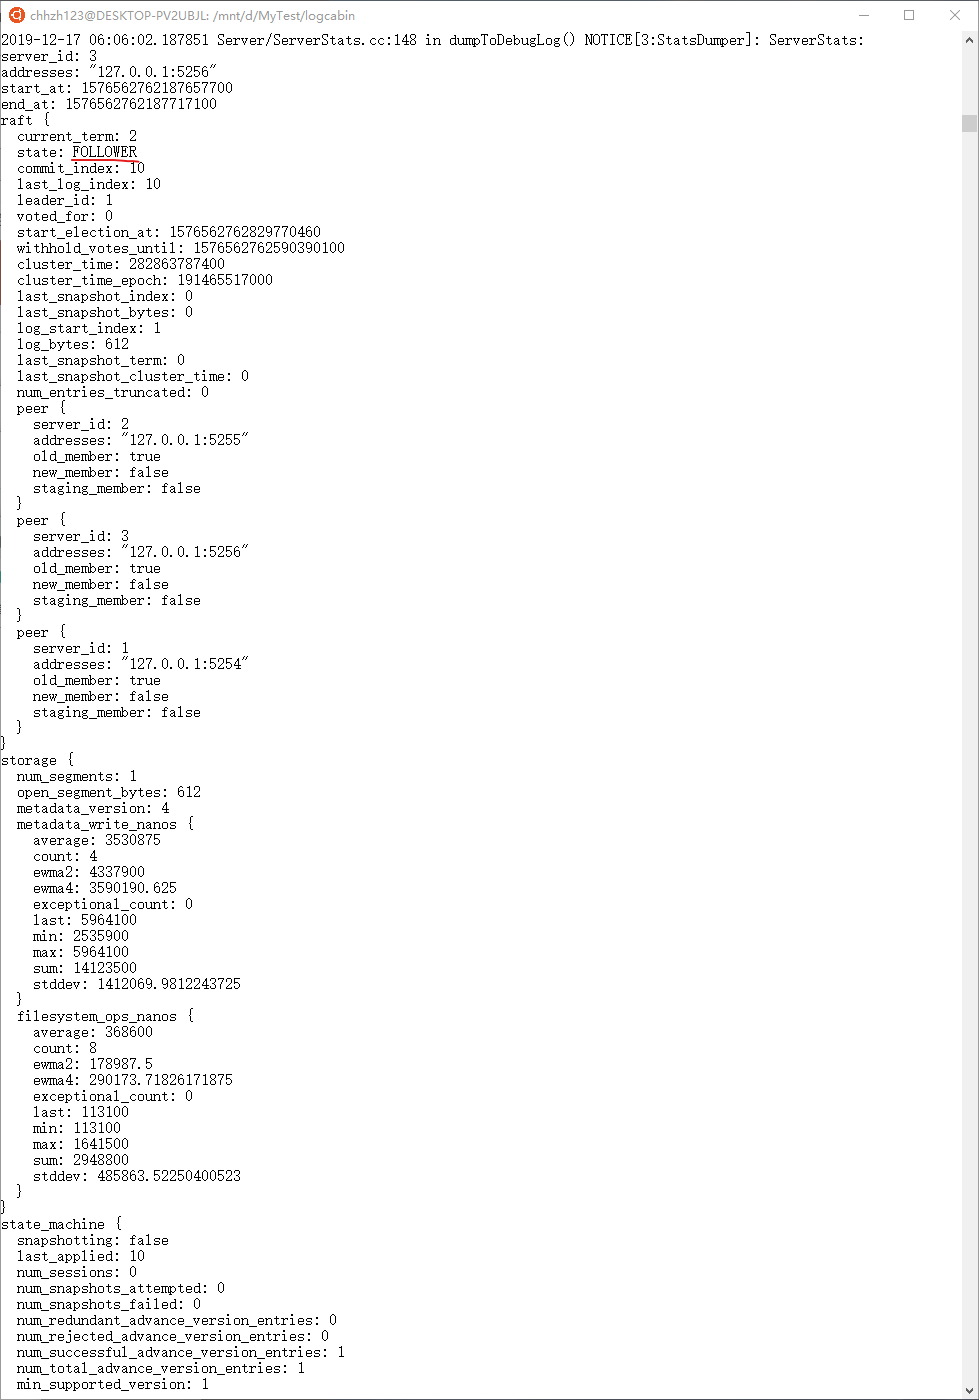 chhzh123@DESKTOP-PV2UBJL: /mnt/d/MyTest/logcabin
2019-12-17 06:06:02.187851 Server/ServerStats.cc:148 in dumpToDebugLog() NOTICE[3:StatsDumper]: ServerStats:
server_id: 3
addresses: "127.0.0.1:5256"
start_at: 1576562762187657700
end_at: 1576562762187717100
raft {
  current_term: 2
  state: FOLLOWER
  commit_index: 10
  last_log_index: 10
  leader_id: 1
  voted_for: 0
  start_election_at: 1576562762829770460
  withhold_votes_until: 1576562762590390100
  cluster_time: 282863787400
  cluster_time_epoch: 191465517000
  last_snapshot_index: 0
  last_snapshot_bytes: 0
  log_start_index: 1
  log_bytes: 612
  last_snapshot_term: 0
  last_snapshot_cluster_time: 0
  num_entries_truncated: 0
  peer {
    server_id: 2
    addresses: "127.0.0.1:5255"
    old_member: true
    new_member: false
    staging_member: false
  }
  peer {
    server_id: 3
    addresses: "127.0.0.1:5256"
    old_member: true
    new_member: false
    staging_member: false
  }
  peer {
    server_id: 1
    addresses: "127.0.0.1:5254"
    old_member: true
    new_member: false
    staging_member: false
  }
}
storage {
  num_segments: 1
  open_segment_bytes: 612
  metadata_version: 4
  metadata_write_nanos {
    average: 3530875
    count: 4
    ewma2: 4337900
    ewma4: 3590190.625
    exceptional_count: 0
    last: 5964100
    min: 2535900
    max: 5964100
    sum: 14123500
    stddev: 1412069.9812243725
  }
  filesystem_ops_nanos {
    average: 368600
    count: 8
    ewma2: 178987.5
    ewma4: 290173.71826171875
    exceptional_count: 0
    last: 113100
    min: 113100
    max: 1641500
    sum: 2948800
    stddev: 485863.52250400523
  }
}
state_machine {
  snapshotting: false
  last_applied: 10
  num_sessions: 0
  num_snapshots_attempted: 0
  num_snapshots_failed: 0
  num_redundant_advance_version_entries: 0
  num_rejected_advance_version_entries: 0
  num_successful_advance_version_entries: 1
  num_total_advance_version_entries: 1
  min_supported_version: 1